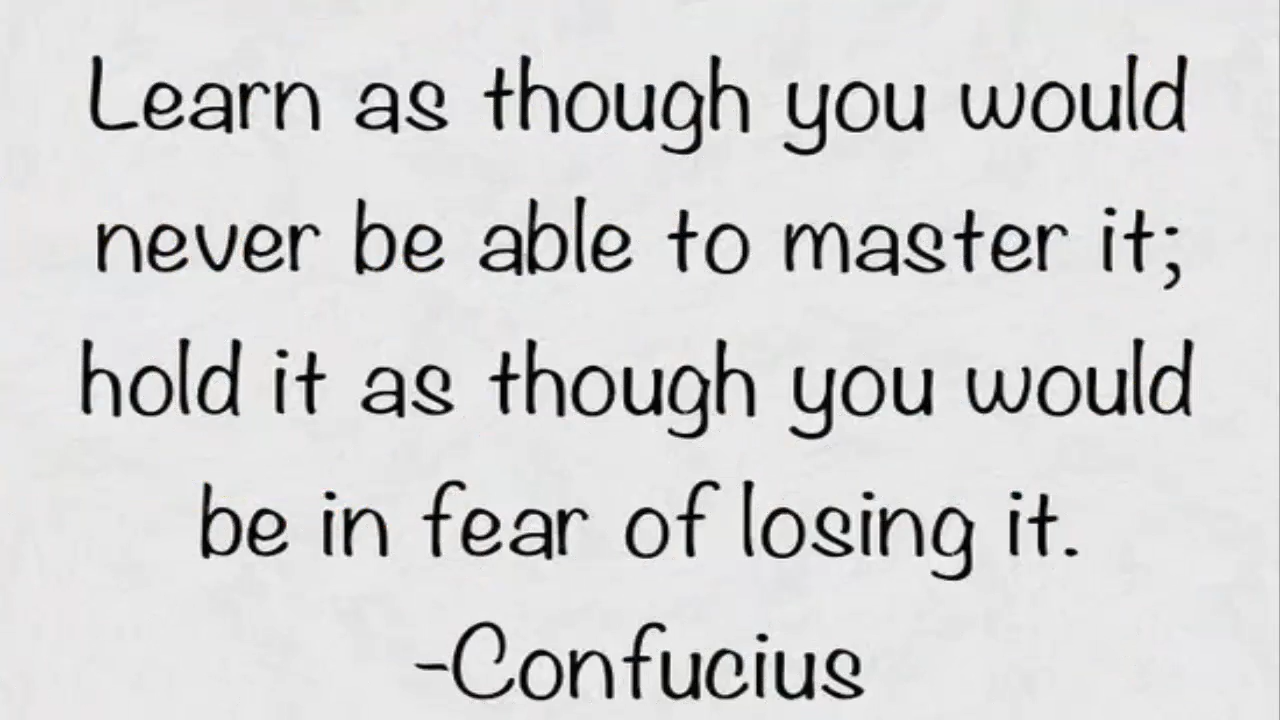 Learn as though you would
never be able to master it;
hold it as though you would
be in fear of losing it.
-Confucius